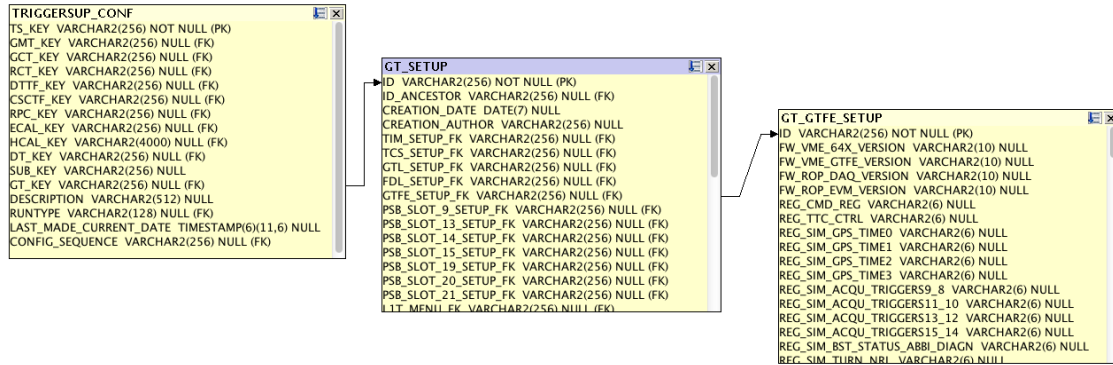 TRIGGERSUP_CONF
TS_KEY VARCHAR2(256) NOT NULL (PK)
GMT_KEY VARCHAR2(256) NULL (FK)
GCT_KEY VARCHAR2(256) NULL (FK)
RCT_KEY VARCHAR2(256) NULL (FK)
DTTF_KEY VARCHAR2(256) NULL (FK)
CSCTF_KEY VARCHAR2(256) NULL (FK)
RPC_KEY VARCHAR2(256) NULL (FK)
ECAL_KEY VARCHAR2(256) NULL (FK)
HCAL_KEY VARCHAR2(4000) NULL (FK)
DT_KEY VARCHAR2(256) NULL (FK)
SUB_KEY VARCHAR2(256) NULL
GT_KEY VARCHAR2(256) NULL (FK)
DESCRIPTION VARCHAR2(512) NULL
RUNTYPE VARCHAR2(128) NULL (FK)
LAST_MADE_CURRENT_DATE TIMESTAMP(6)(11,6) NULL
CONFIG_SEQUENCE VARCHAR2(256) NULL (FK)
GT_SETUP
ID VARCHAR2(256) NOT NULL (PK)
ID_ANCESTOR VARCHAR2(256) NULL (FK)
CREATION_DATE DATE(7) NULL
CREATION_AUTHOR VARCHAR2(256) NULL
TIM_SETUP_FK VARCHAR2(256) NULL (FK)
TCS_SETUP_FK VARCHAR2(256) NULL (FK)
GTL_SETUP_FK VARCHAR2(256) NULL (FK)
FDL_SETUP_FK VARCHAR2(256) NULL (FK)
GTFE_SETUP_FK VARCHAR2(256) NULL (FK)
PSB_SLOT_9_SETUP_FK VARCHAR2(256) NULL (FK)
PSB_SLOT_13_SETUP_FK VARCHAR2(256) NULL (FK)
PSB_SLOT_14_SETUP_FK VARCHAR2(256) NULL (FK)
PSB_SLOT_15_SETUP_FK VARCHAR2(256) NULL (FK)
PSB_SLOT_19_SETUP_FK VARCHAR2(256) NULL (FK)
PSB_SLOT_20_SETUP_FK VARCHAR2(256) NULL (FK)
PSB_SLOT_21_SETUP_FK VARCHAR2(256) NULL (FK)
L1T_MENU_FK VARCHAR2(256) NULL (FK)
GT_GTFE_SETUP
ID VARCHAR2(256) NOT NULL (PK)
FW_VME_64X_VERSION VARCHAR2(10) NULL
FW_VME_GTFE_VERSION VARCHAR2(10) NULL
FW_ROP_DAQ_VERSION VARCHAR2(10) NULL
FW_ROP_EVM_VERSION VARCHAR2(10) NULL
REG_CMD_REG VARCHAR2(6) NULL
REG_TTC_CTRL VARCHAR2(6) NULL
REG_SIM_GPS_TIME0 VARCHAR2(6) NULL
REG_SIM_GPS_TIME1 VARCHAR2(6) NULL
REG_SIM_GPS_TIME2 VARCHAR2(6) NULL
REG_SIM_GPS_TIME3 VARCHAR2(6) NULL
REG_SIM_ACQU_TRIGGERS9_8 VARCHAR2(6) NULL
REG_SIM_ACQU_TRIGGERS11_10 VARCHAR2(6) NULL
REG_SIM_ACQU_TRIGGERS13_12 VARCHAR2(6) NULL
REG_SIM_ACQU_TRIGGERS15_14 VARCHAR2(6) NULL
REG_SIM_BST_STATUS_ABBI_DIAGN VARCHAR2(6) NULL
REG_SIM_TURN_NRL VARCHAR2(6) NULL